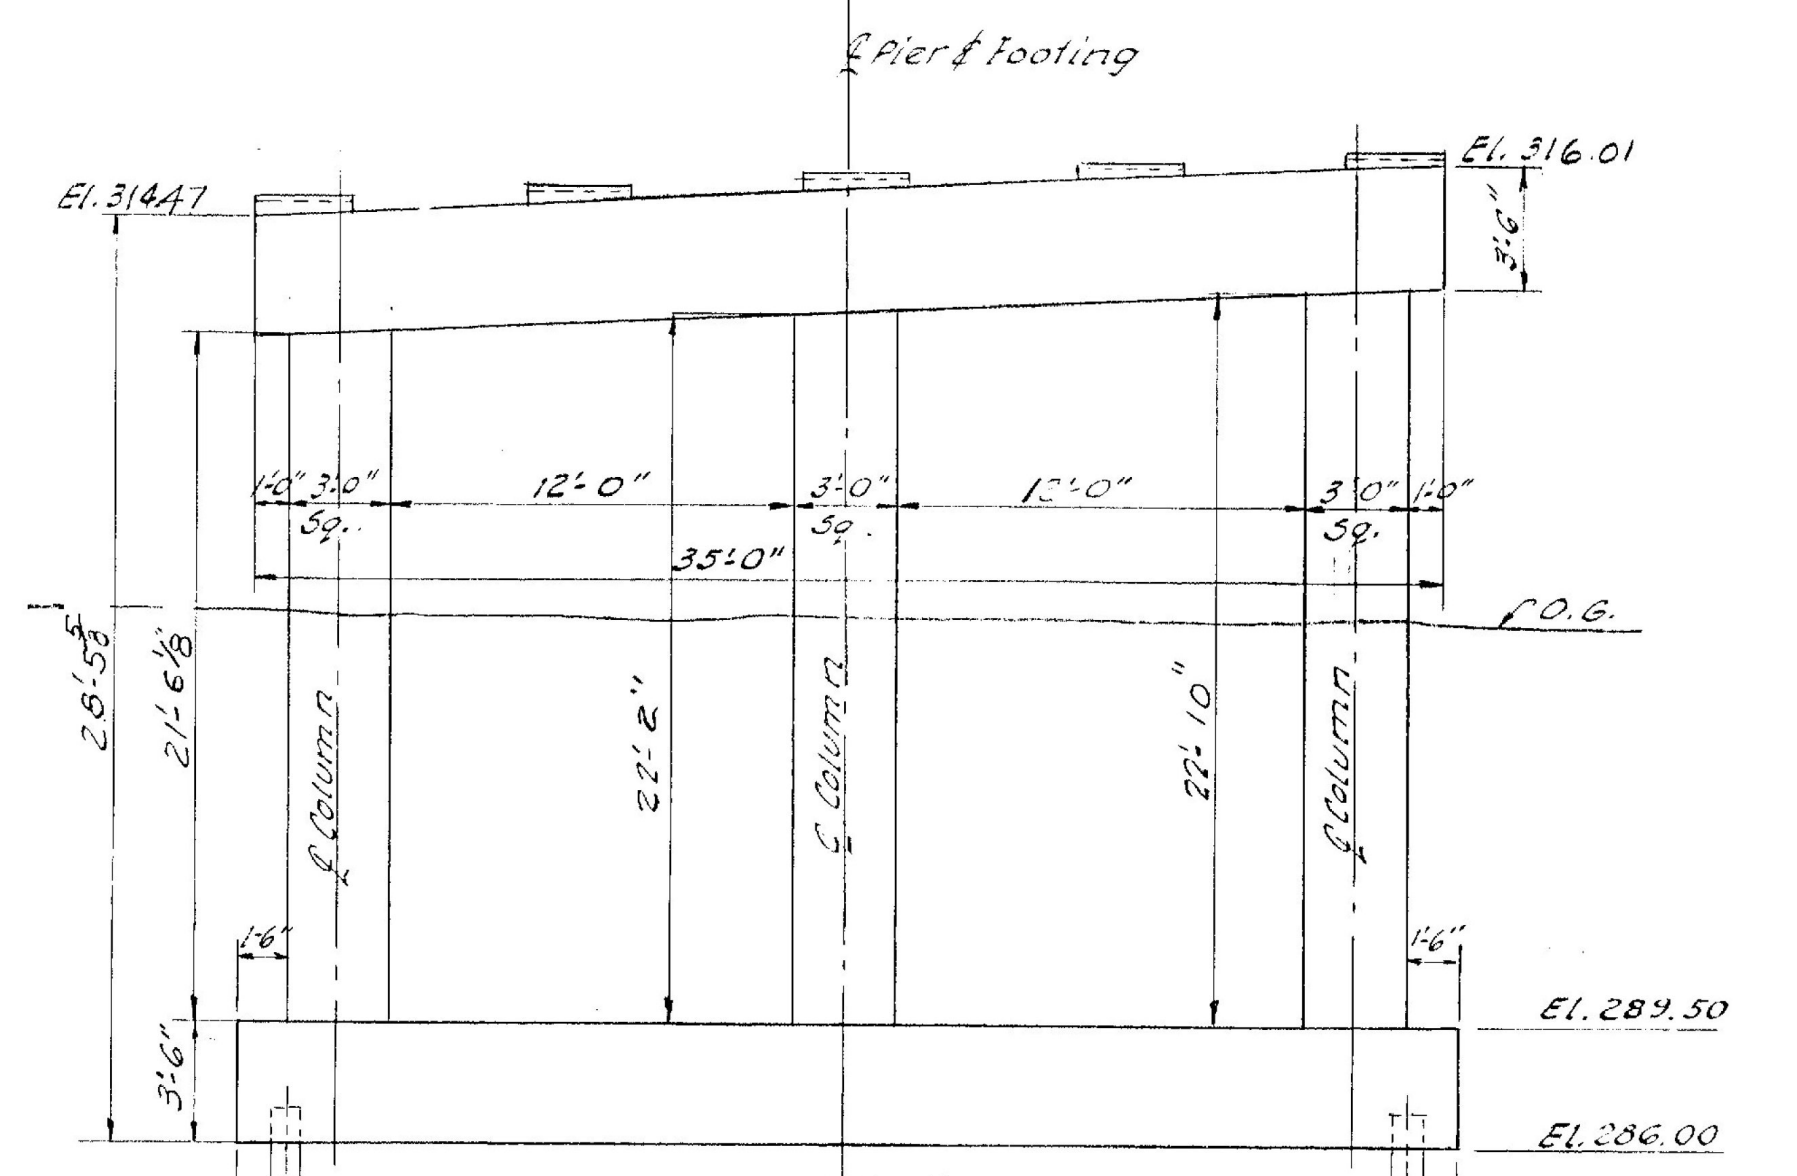 ℄ Pier ℄ Footing
El. 316.01
El. 314.47
3'-6"
1'-0" 3'-0" 12'-0" 3'-0" 12'-0" 3'-0" 1'-0"
Sq. Sq. Sq.
35'-0"
O.G.
28'-5⅝
21'-6⅛"
22'-2"
22'-10"
℄ Column
℄ Column
℄ Column
1'-6"
1'-6"
El. 289.50
3'-6"
El. 286.00